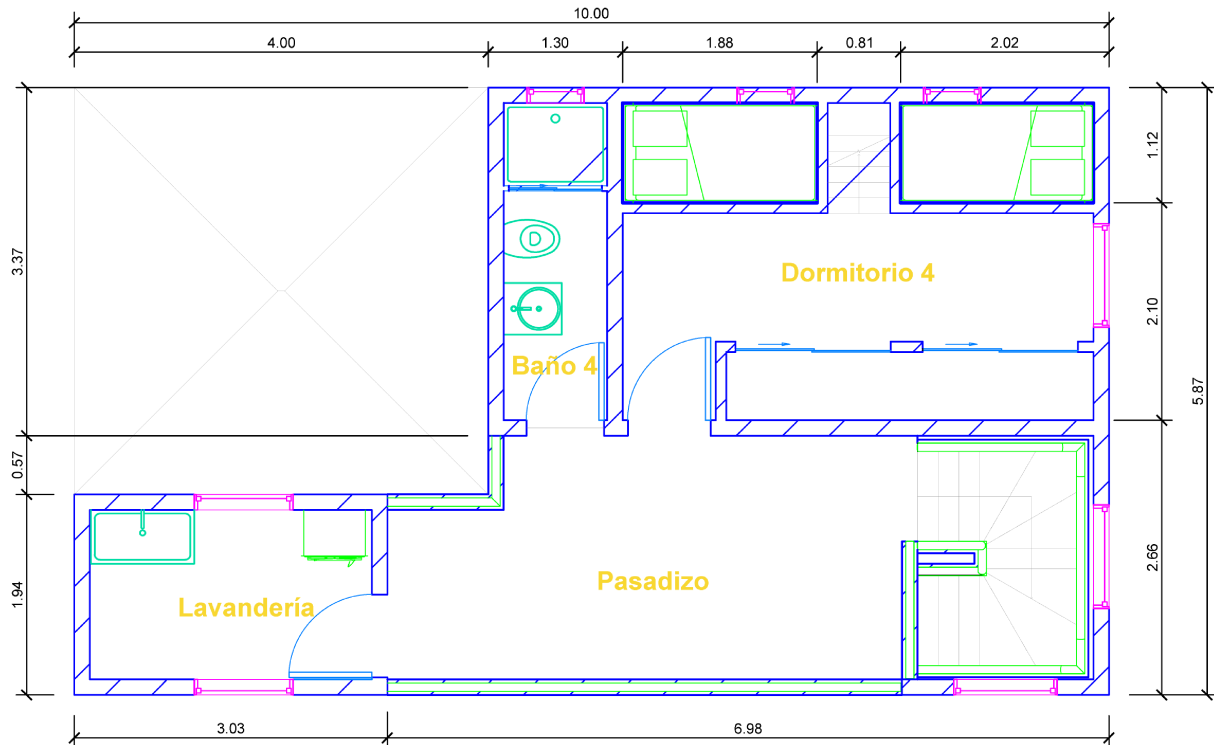 10.00
4.00 1.30 1.88 0.81 2.02
1.12
3.37
Dormitorio 4
2.10
Baño 4
5.87
0.57
2.66
Pasadizo
1.94
Lavandería
3.03 6.98